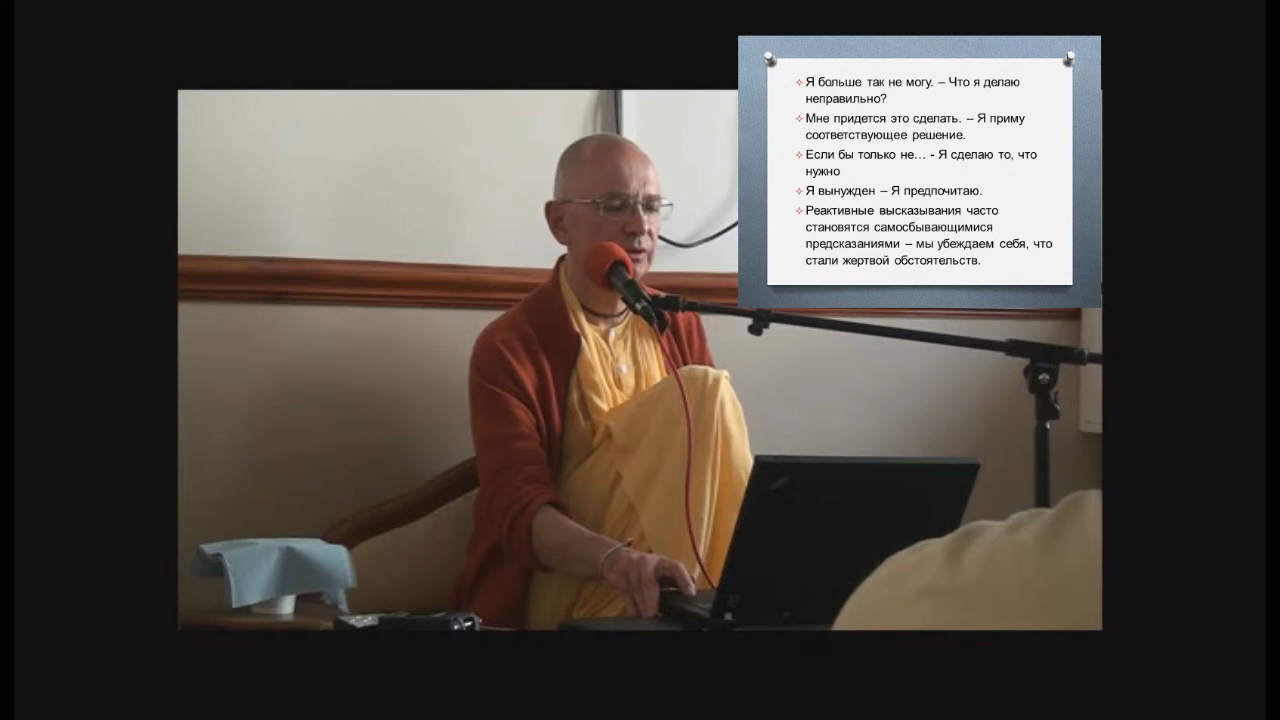 Я больше так не могу. – Что я делаю
неправильно?
Мне придется это сделать. – Я приму
соответствующее решение.
Если бы только не… - Я сделаю то, что
нужно
Я вынужден – Я предпочитаю.
Реактивные высказывания часто
становятся самосбывающимися
предсказаниями – мы убеждаем себя, что
стали жертвой обстоятельств.